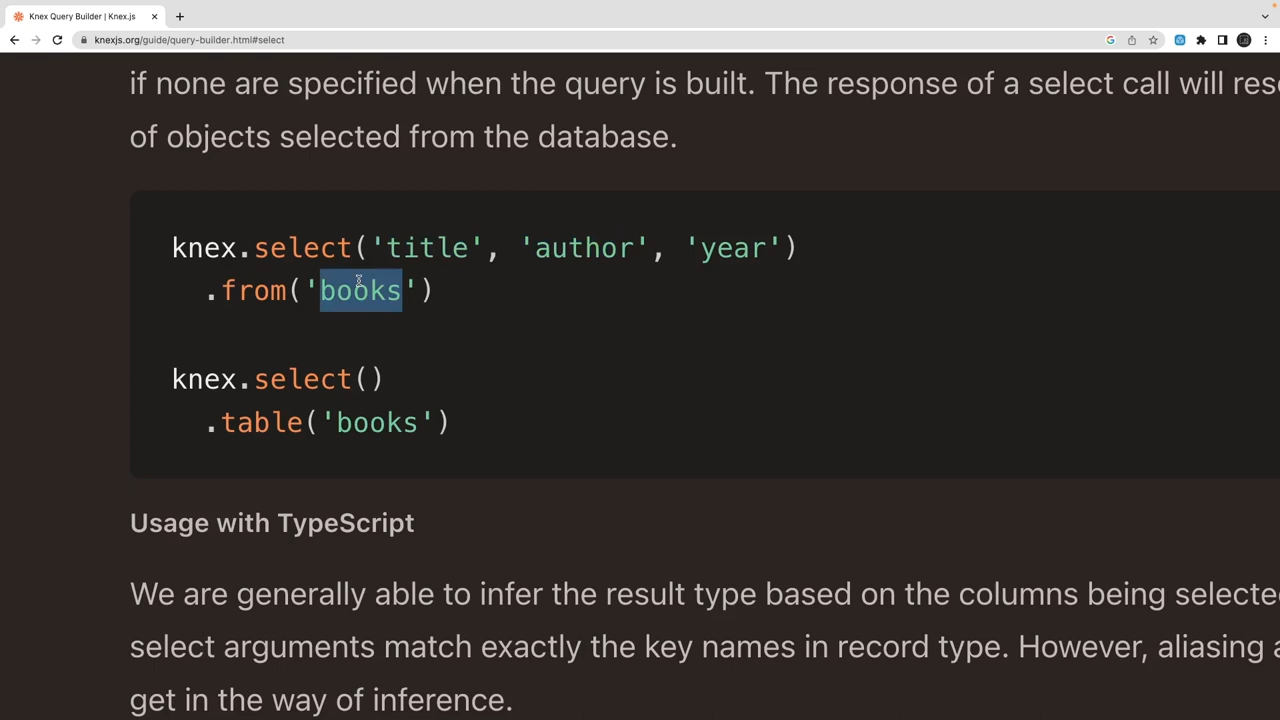 Knex Query Builder | Knex.js
knexjs.org/guide/query-builder.html#select
if none are specified when the query is built. The response of a select call will
of objects selected from the database.
knex.select('title', 'author', 'year')
.from('books')
knex.select()
.table('books')
Usage with TypeScript
We are generally able to infer the result type based on the columns being
select arguments match exactly the key names in record type. However, aliasing
get in the way of inference.